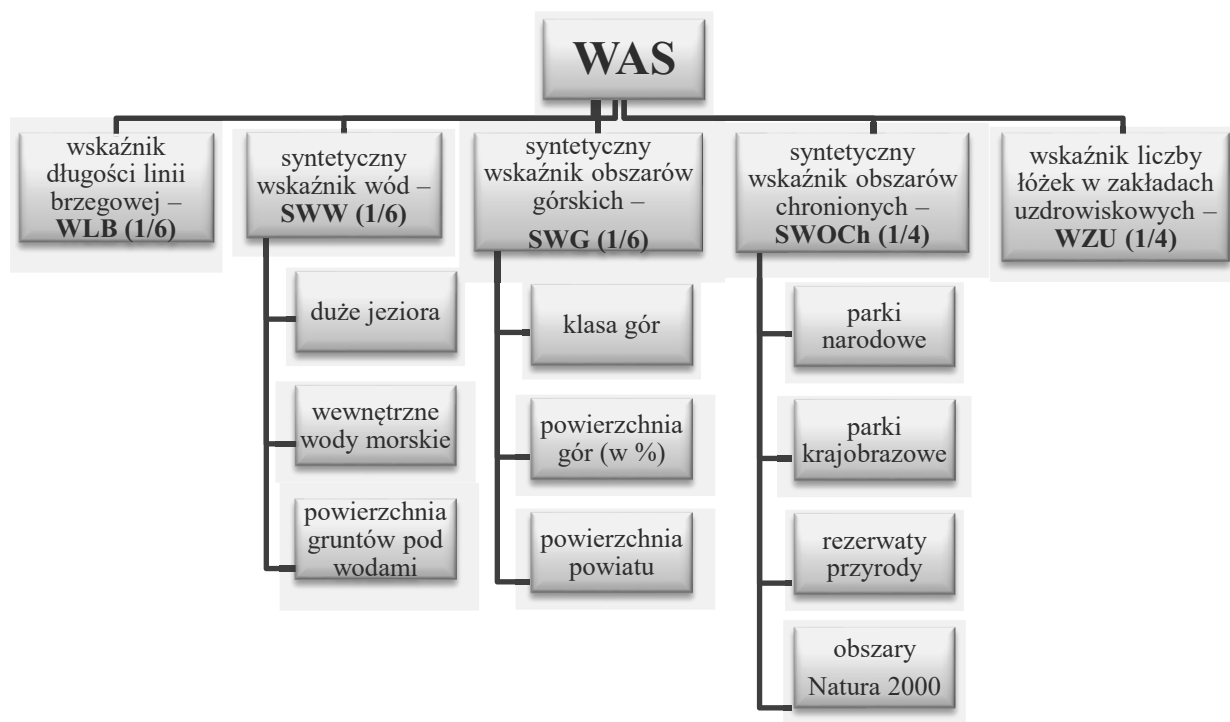 WAS
wskaźnik
długości linii
brzegowej –
WLB (1/6)
syntetyczny
wskaźnik wód –
SWW (1/6)
duże jeziora
wewnętrzne
wody morskie
powierzchnia
gruntów pod
wodami
syntetyczny
wskaźnik obszarów
górskich –
SWG (1/6)
klasa gór
powierzchnia
gór (w %)
powierzchnia
powiatu
syntetyczny
wskaźnik obszarów
chronionych –
SWOCh (1/4)
parki
narodowe
parki
krajobrazowe
rezerwaty
przyrody
obszary
Natura 2000
wskaźnik liczby
łóżek w zakładach
uzdrowiskowych –
WZU (1/4)